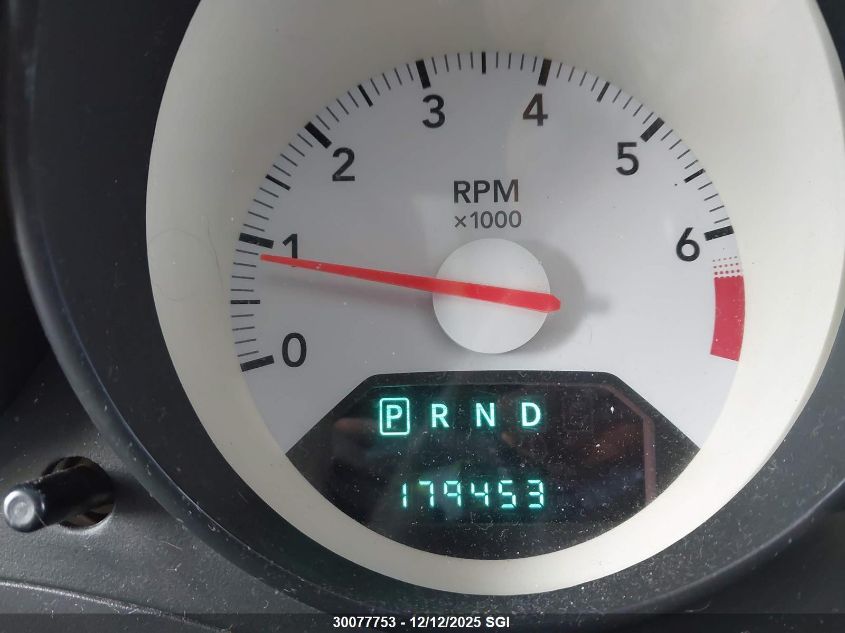 0 1 2 3 4 5 6
RPM
×1000
P R N D
179453
30077753 - 12/12/2025 SGI